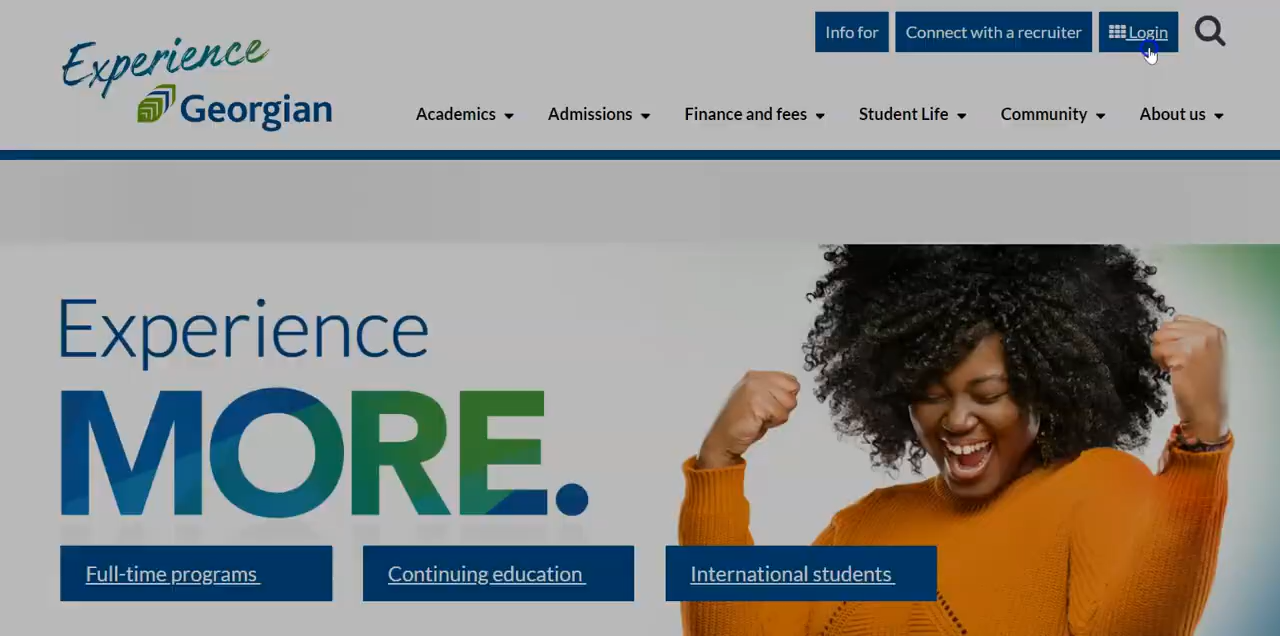 Info for
Connect with a recruiter
Login
Experience
Georgian
Academics
Admissions
Finance and fees
Student Life
Community
About us
Experience
MORE.
Full-time programs
Continuing education
International students